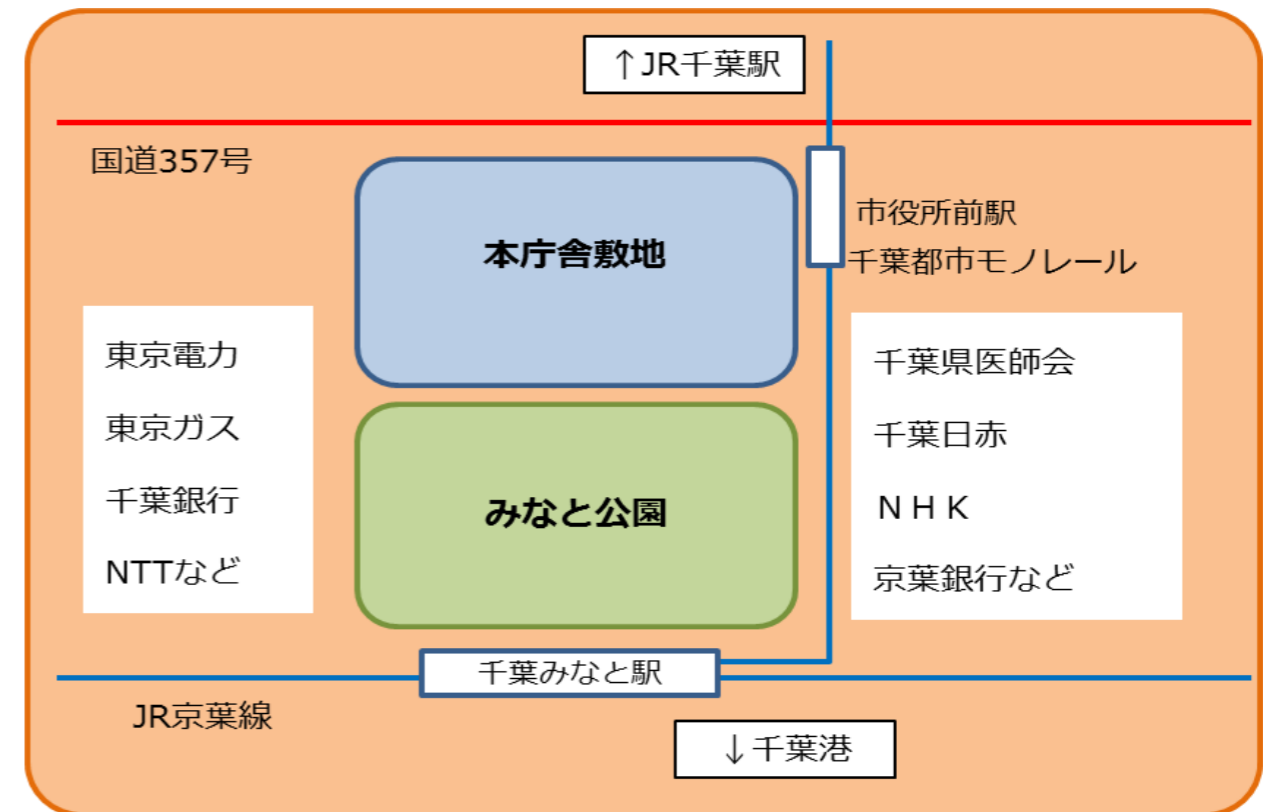 ↑JR千葉駅
国道357号
市役所前駅
千葉都市モノレール
本庁舎敷地
東京電力
東京ガス
千葉銀行
NTTなど
みなと公園
千葉県医師会
千葉日赤
ＮＨＫ
京葉銀行など
千葉みなと駅
JR京葉線
↓千葉港